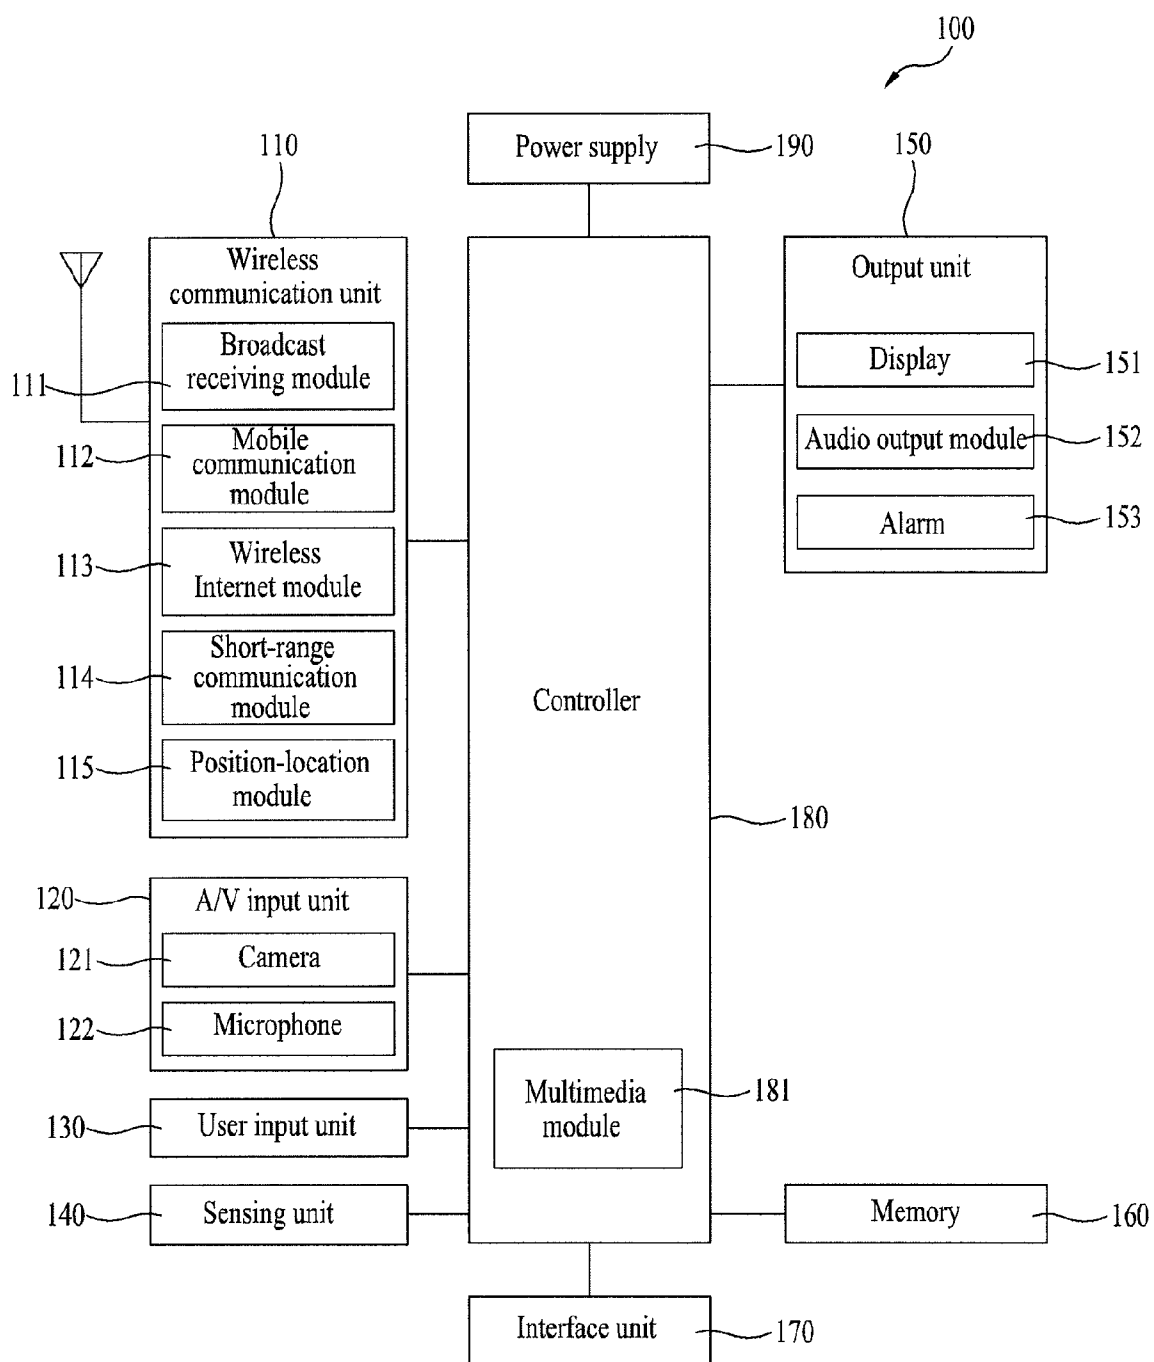 100
Power supply
190
110
150
Wireless
communication unit
Output unit
Broadcast
receiving module
111
Display
151
Mobile
communication
module
112
Audio output module
152
Alarm
153
Wireless
Internet module
113
Short-range
communication
module
114
Controller
Position-location
module
115
180
120
A/V input unit
121
Camera
122
Microphone
Multimedia
module
181
130
User input unit
140
Sensing unit
Memory
160
Interface unit
170